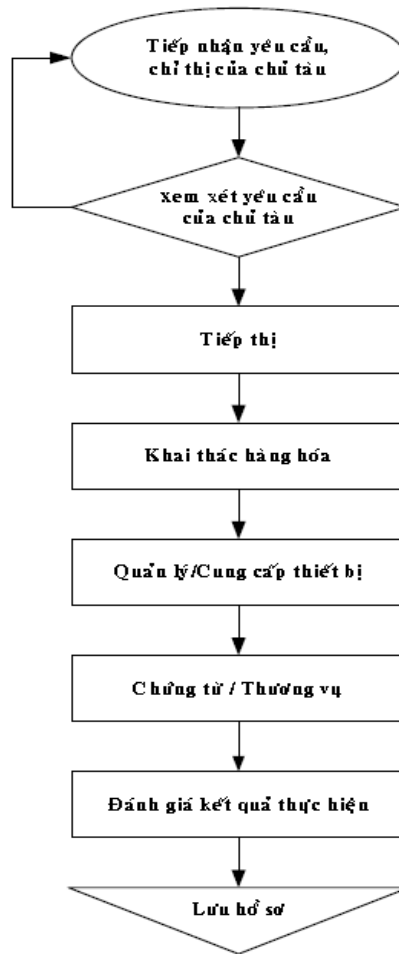 Tiếp nhận yêu cầu,
chỉ thị của chủ tàu
xem xét yêu cầu
của chủ tàu
Tiếp thị
Khai thác hàng hóa
Quản lý/Cung cấp thiết bị
Chứng từ / Thương vụ
Đánh giá kết quả thực hiện
Lưu hồ sơ